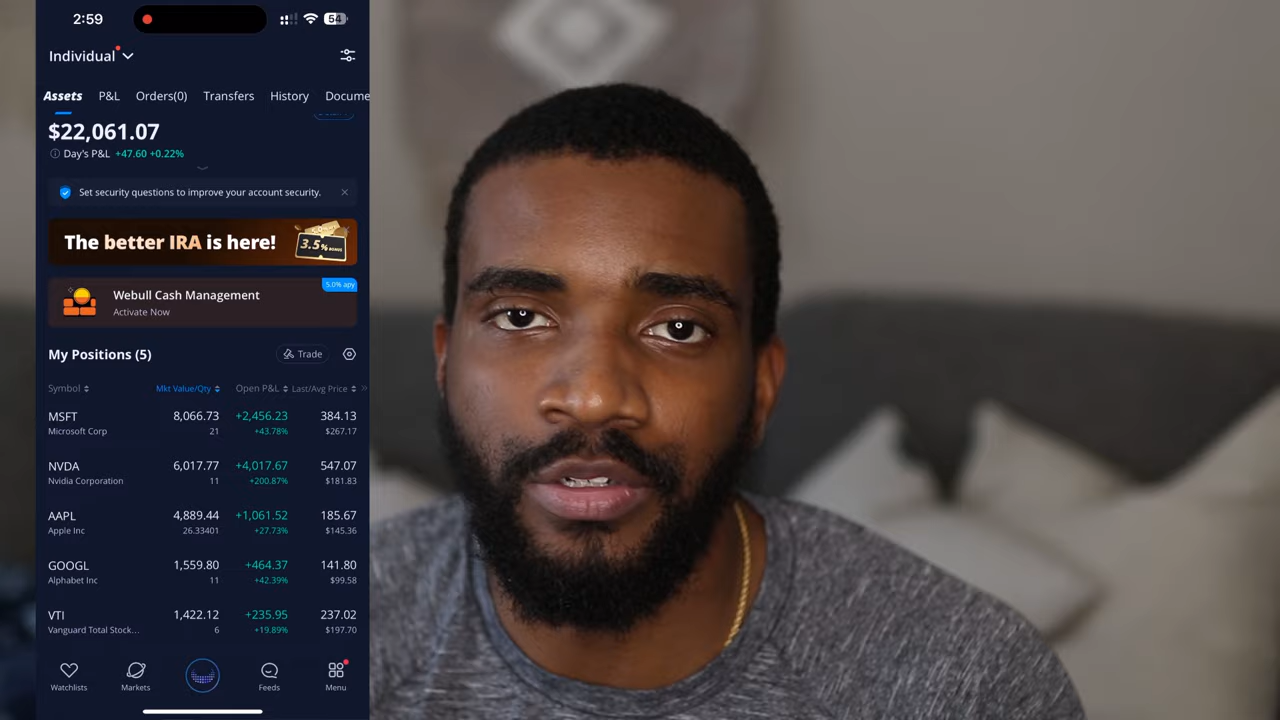 2:59
54
Individual
Assets P&L Orders(0) Transfers History Docume
$22,061.07
Day's P&L +47.60 +0.22%
Set security questions to improve your account security.
The better IRA is here!
3.5% BONUS
5.0% apy
Webull Cash Management
Activate Now
My Positions (5) Trade
Symbol Mkt Value/Qty Open P&L Last/Avg Price
MSFT 8,066.73 +2,456.23 384.13
Microsoft Corp 21 +43.78% $267.17
NVDA 6,017.77 +4,017.67 547.07
Nvidia Corporation 11 +200.87% $181.83
AAPL 4,889.44 +1,061.52 185.67
Apple Inc 26.33401 +27.73% $145.36
GOOGL 1,559.80 +464.37 141.80
Alphabet Inc 11 +42.39% $99.58
VTI 1,422.12 +235.95 237.02
Vanguard Total Stock... 6 +19.89% $197.70
Watchlists Markets Feeds Menu